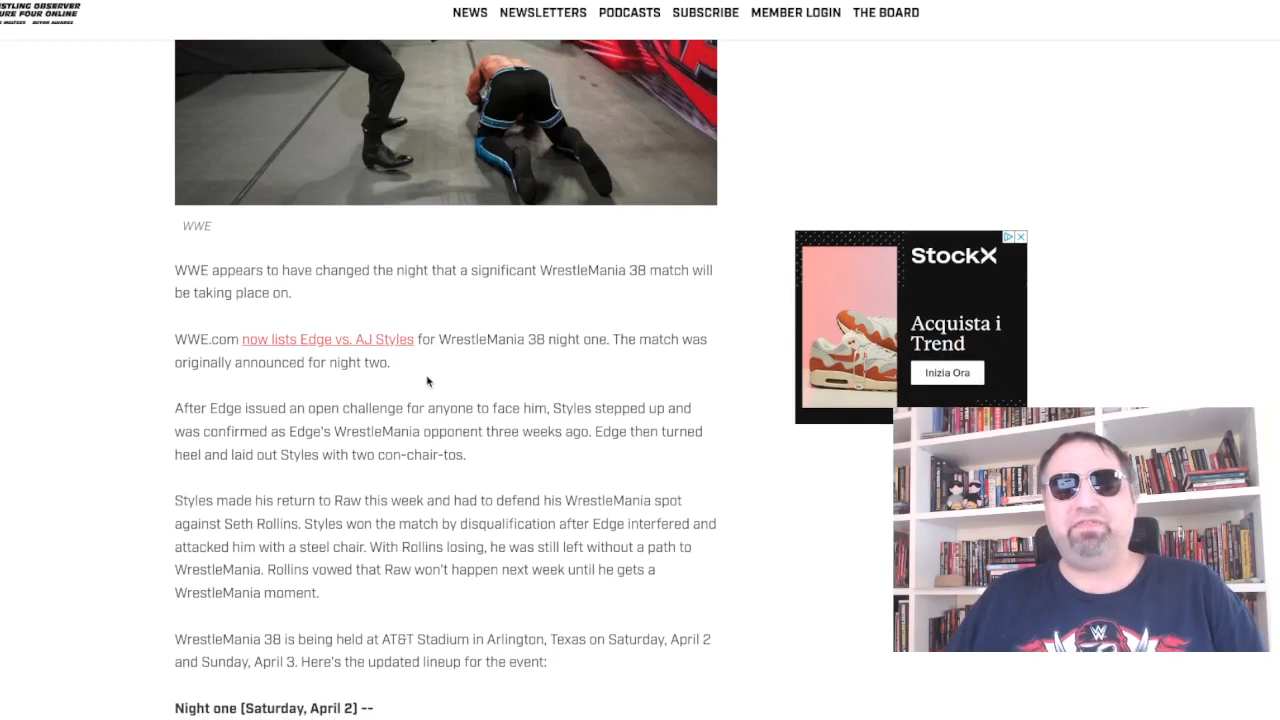 STLING OBSERVER
URE FOUR ONLINE
NEWS NEWSLETTERS PODCASTS SUBSCRIBE MEMBER LOGIN THE BOARD
WWE
WWE appears to have changed the night that a significant WrestleMania 38 match will
be taking place on.
WWE.com now lists Edge vs. AJ Styles for WrestleMania 38 night one. The match was
originally announced for night two.
After Edge issued an open challenge for anyone to face him, Styles stepped up and
was confirmed as Edge's WrestleMania opponent three weeks ago. Edge then turned
heel and laid out Styles with two con-chair-tos.
Styles made his return to Raw this week and had to defend his WrestleMania spot
against Seth Rollins. Styles won the match by disqualification after Edge interfered and
attacked him with a steel chair. With Rollins losing, he was still left without a path to
WrestleMania. Rollins vowed that Raw won't happen next week until he gets a
WrestleMania moment.
WrestleMania 38 is being held at AT&T Stadium in Arlington, Texas on Saturday, April 2
and Sunday, April 3. Here's the updated lineup for the event:
Night one (Saturday, April 2) --
StockX
Acquista i
Trend
Inizia Ora
W